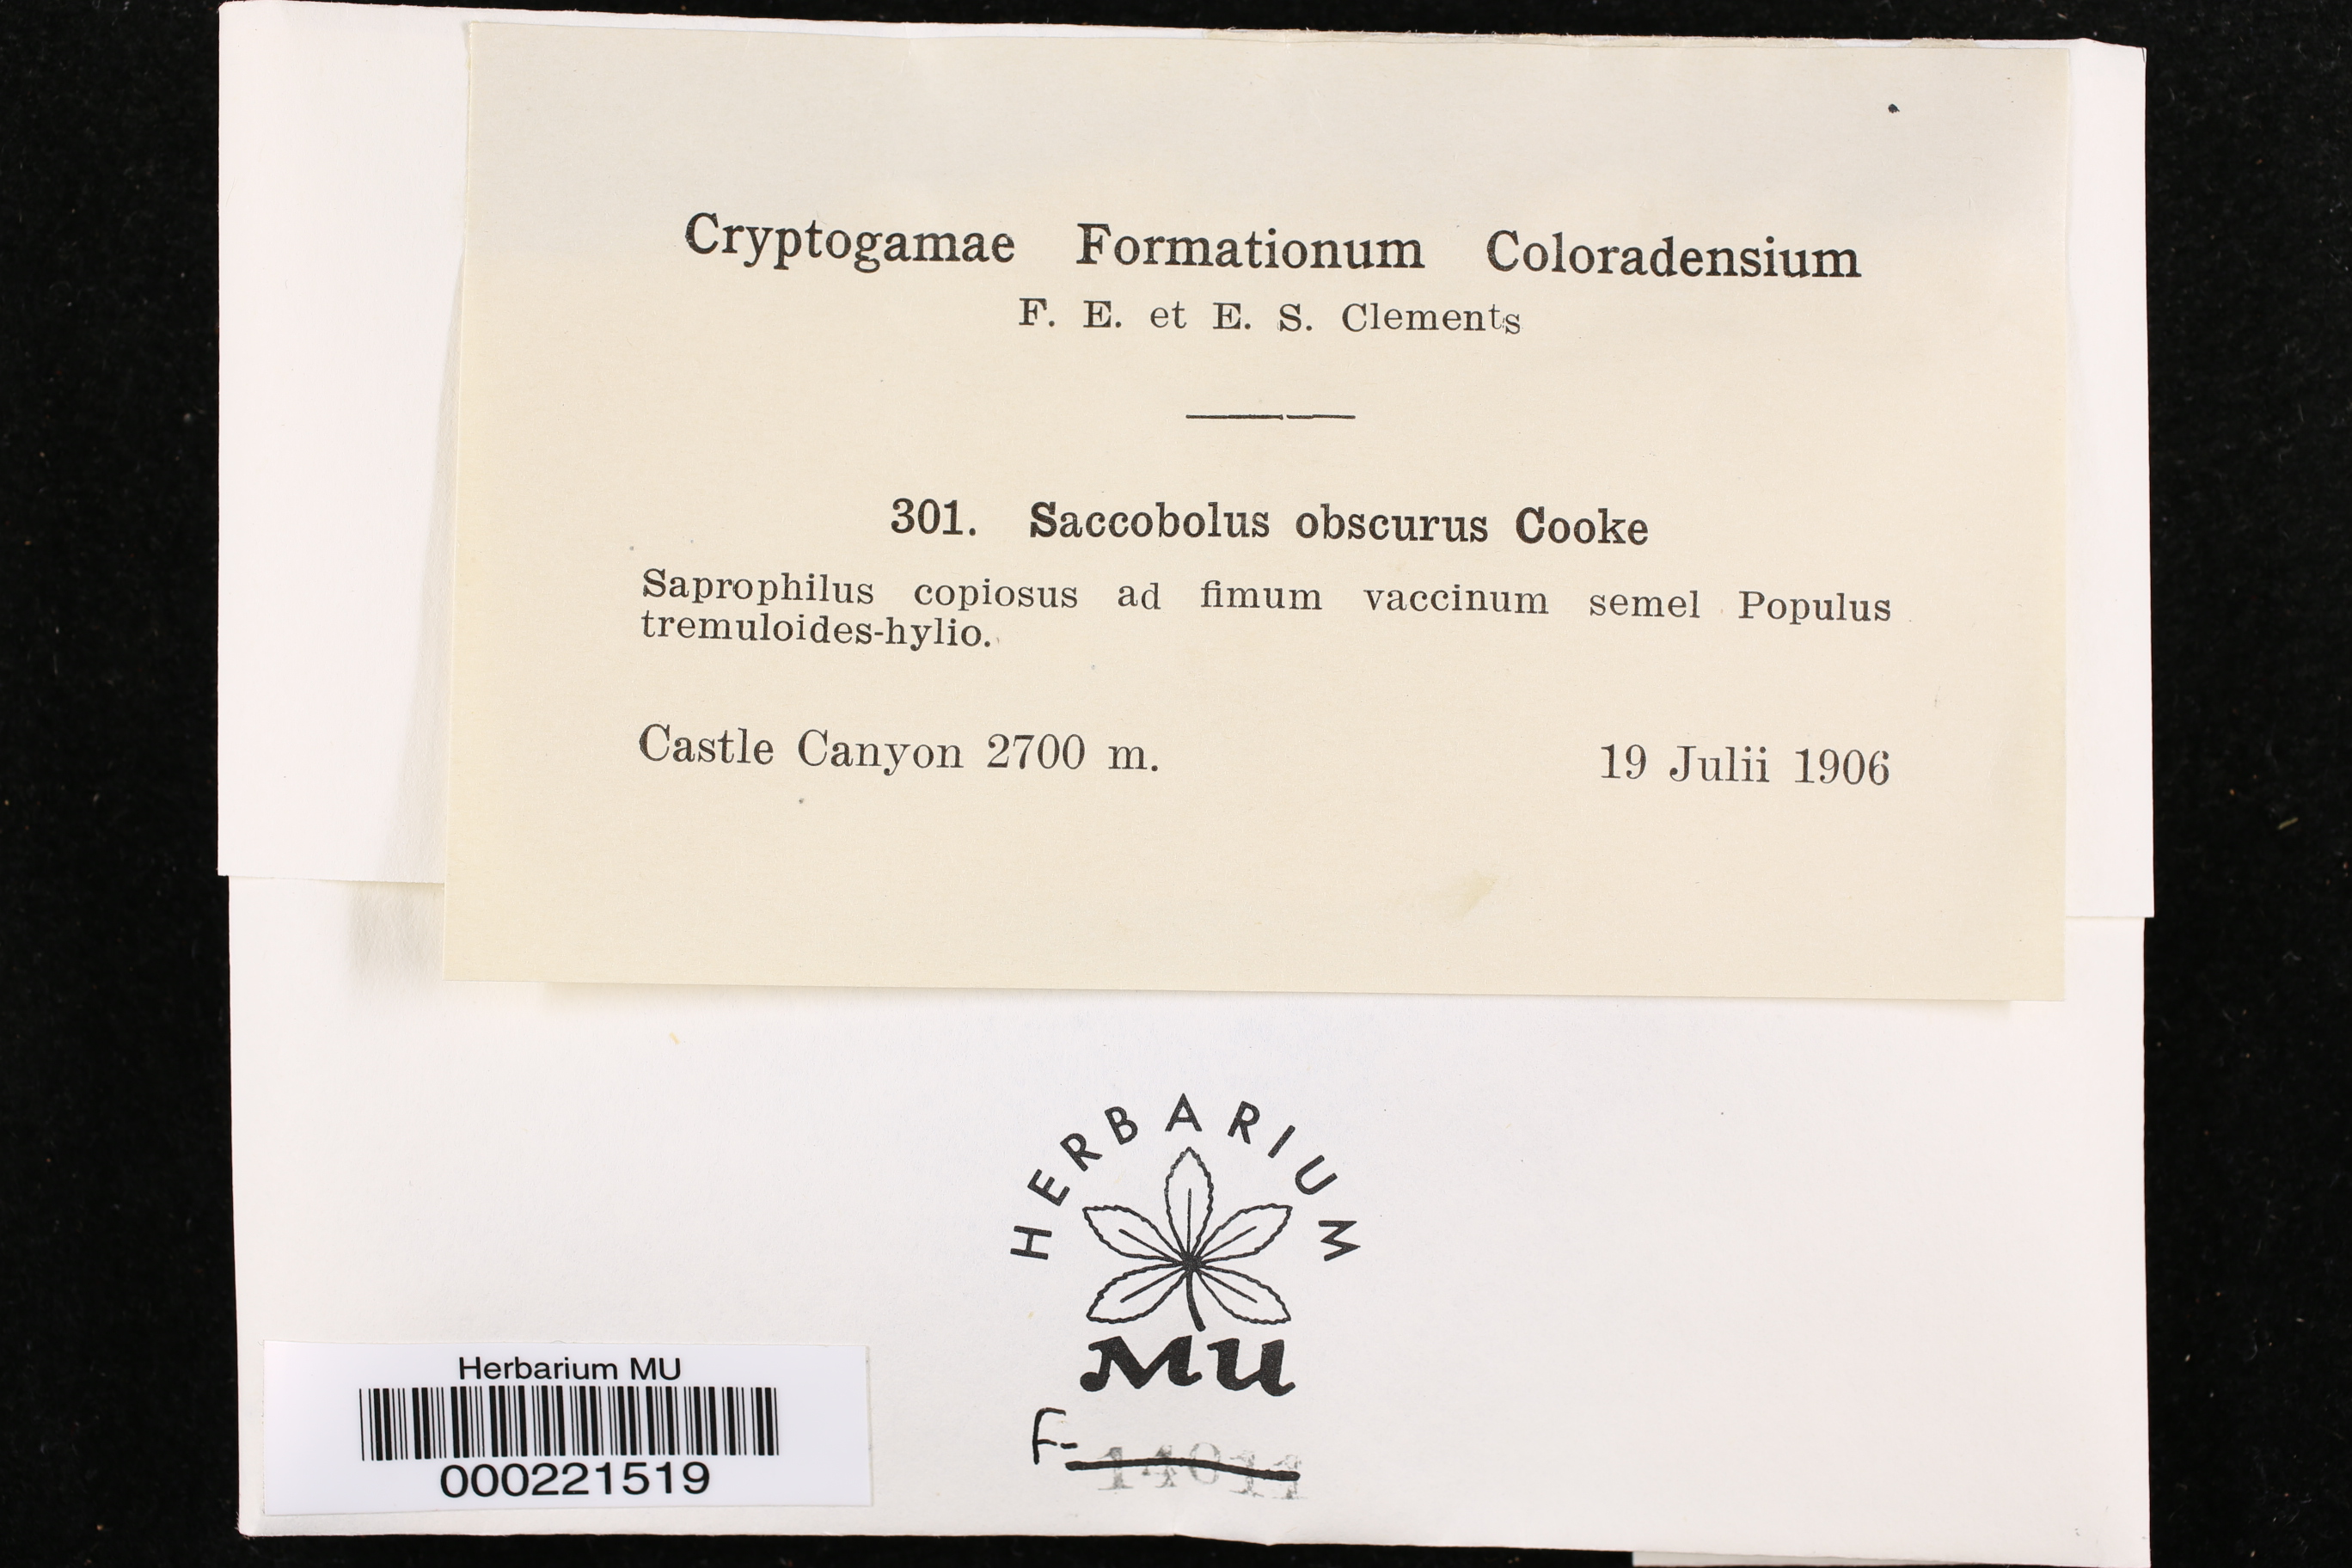 Cryptogamae Formationum Coloradensium
F. E. et E. S. Clements
301. Saccobolus obscurus Cooke
Saprophilus copiosus ad fimum vaccinum semel Populus
tremuloides-hylio.
Castle Canyon 2700 m. 19 Julii 1906
HERBARIUM
MU
F-
Herbarium MU
000221519